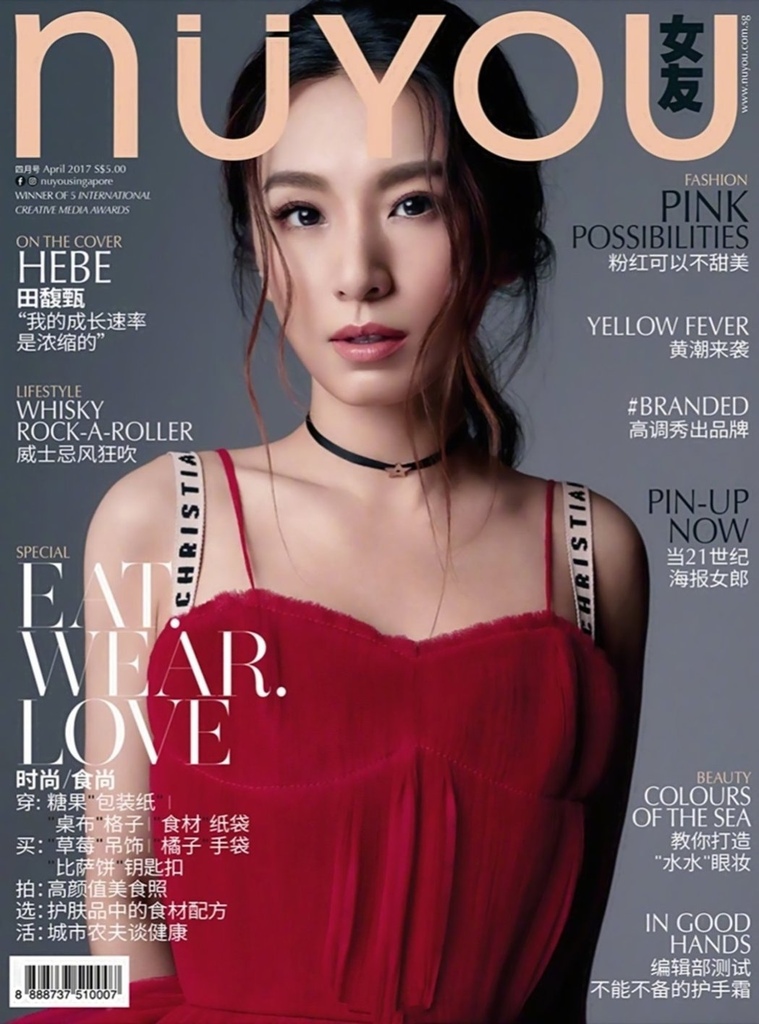 nüYOU
女友
www.nuyou.com.sg
四月号 April 2017 S$5.00
nuyousingapore
WINNER OF 5 INTERNATIONAL
CREATIVE MEDIA AWARDS
ON THE COVER
HEBE
田馥甄
“我的成长速率
是浓缩的”
LIFESTYLE
WHISKY
ROCK-A-ROLLER
威士忌风狂吹
SPECIAL
EAT.
WEAR.
LOVE
时尚/食尚
穿: 糖果"包装纸"|
"桌布"格子| "食材"纸袋
买: "草莓"吊饰| "橘子"手袋
"比萨饼"钥匙扣
拍: 高颜值美食照
选: 护肤品中的食材配方
活: 城市农夫谈健康
8 888737 510007
FASHION
PINK
POSSIBILITIES
粉红可以不甜美
YELLOW FEVER
黄潮来袭
#BRANDED
高调秀出品牌
PIN-UP
NOW
当21世纪
海报女郎
BEAUTY
COLOURS
OF THE SEA
教你打造
"水水"眼妆
IN GOOD
HANDS
编辑部测试
不能不备的护手霜
CHRISTIA
CHRISTIA